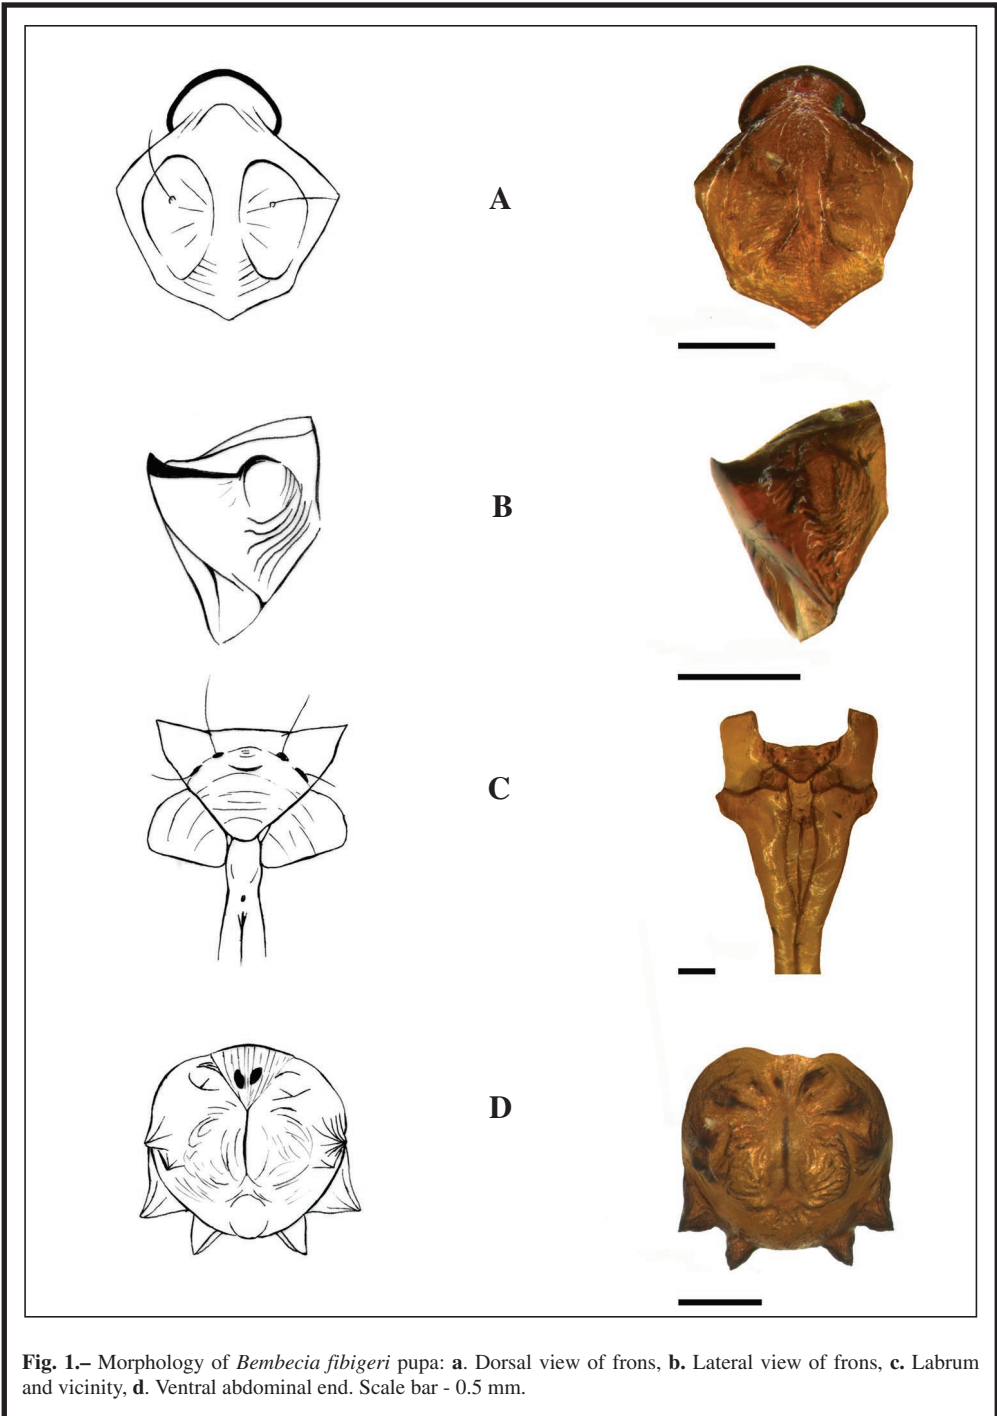 A
B
C
D
Fig. 1.– Morphology of Bembecia fibigeri pupa: a. Dorsal view of frons, b. Lateral view of frons, c. Labrum
and vicinity, d. Ventral abdominal end. Scale bar - 0.5 mm.